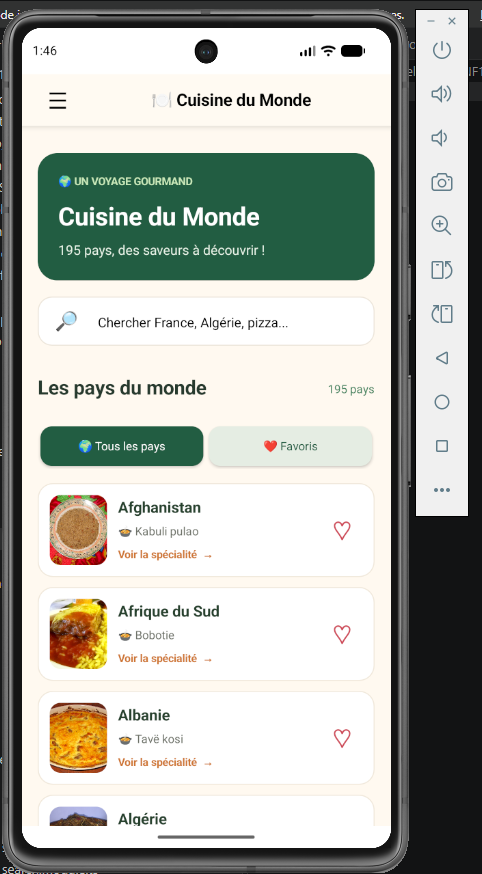 1:46
🍽️ Cuisine du Monde
🌍 UN VOYAGE GOURMAND
Cuisine du Monde
195 pays, des saveurs à découvrir !
🔎 Chercher France, Algérie, pizza...
Les pays du monde
195 pays
🌍 Tous les pays
❤️ Favoris
Afghanistan
🍲 Kabuli pulao
Voir la spécialité →
Afrique du Sud
🍲 Bobotie
Voir la spécialité →
Albanie
🍲 Tavë kosi
Voir la spécialité →
Algérie